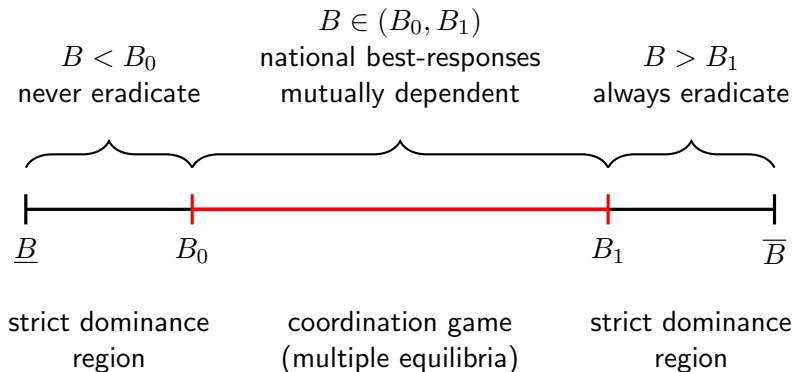 B ∈ (B₀, B₁)
B < B₀ national best-responses B > B₁
never eradicate mutually dependent always eradicate
B̲ B₀ B₁ B̅
strict dominance coordination game strict dominance
region (multiple equilibria) region